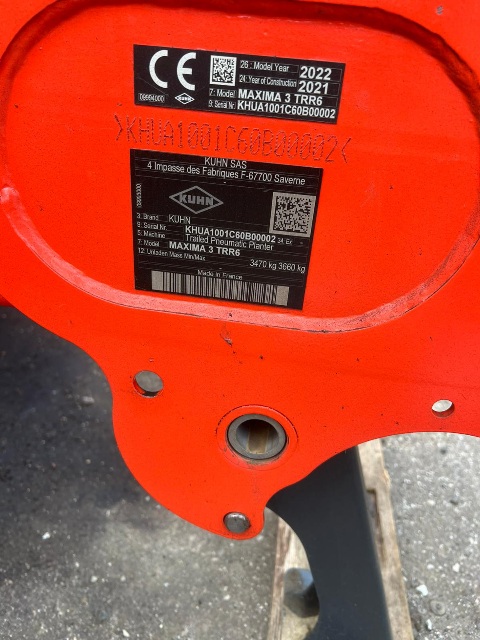 CE
09994000
KUHN
26: Model Year 2022
24: Year of Construction 2021
7: Model MAXIMA 3 TRR6
9: Serial Nr. KHUA1001C60B00002
>KHUA1001C60B00002<
KUHN SAS
4 Impasse des Fabriques F-67700 Saverne
KUHN
3. Brand KUHN
9. Serial Nr. KHUA1001C60B00002
5: Machine Trailed Pneumatic Planter
7: Model MAXIMA 3 TRR6
12: Unladen Mass Min/Max 3470 kg 3660 kg
Made in France